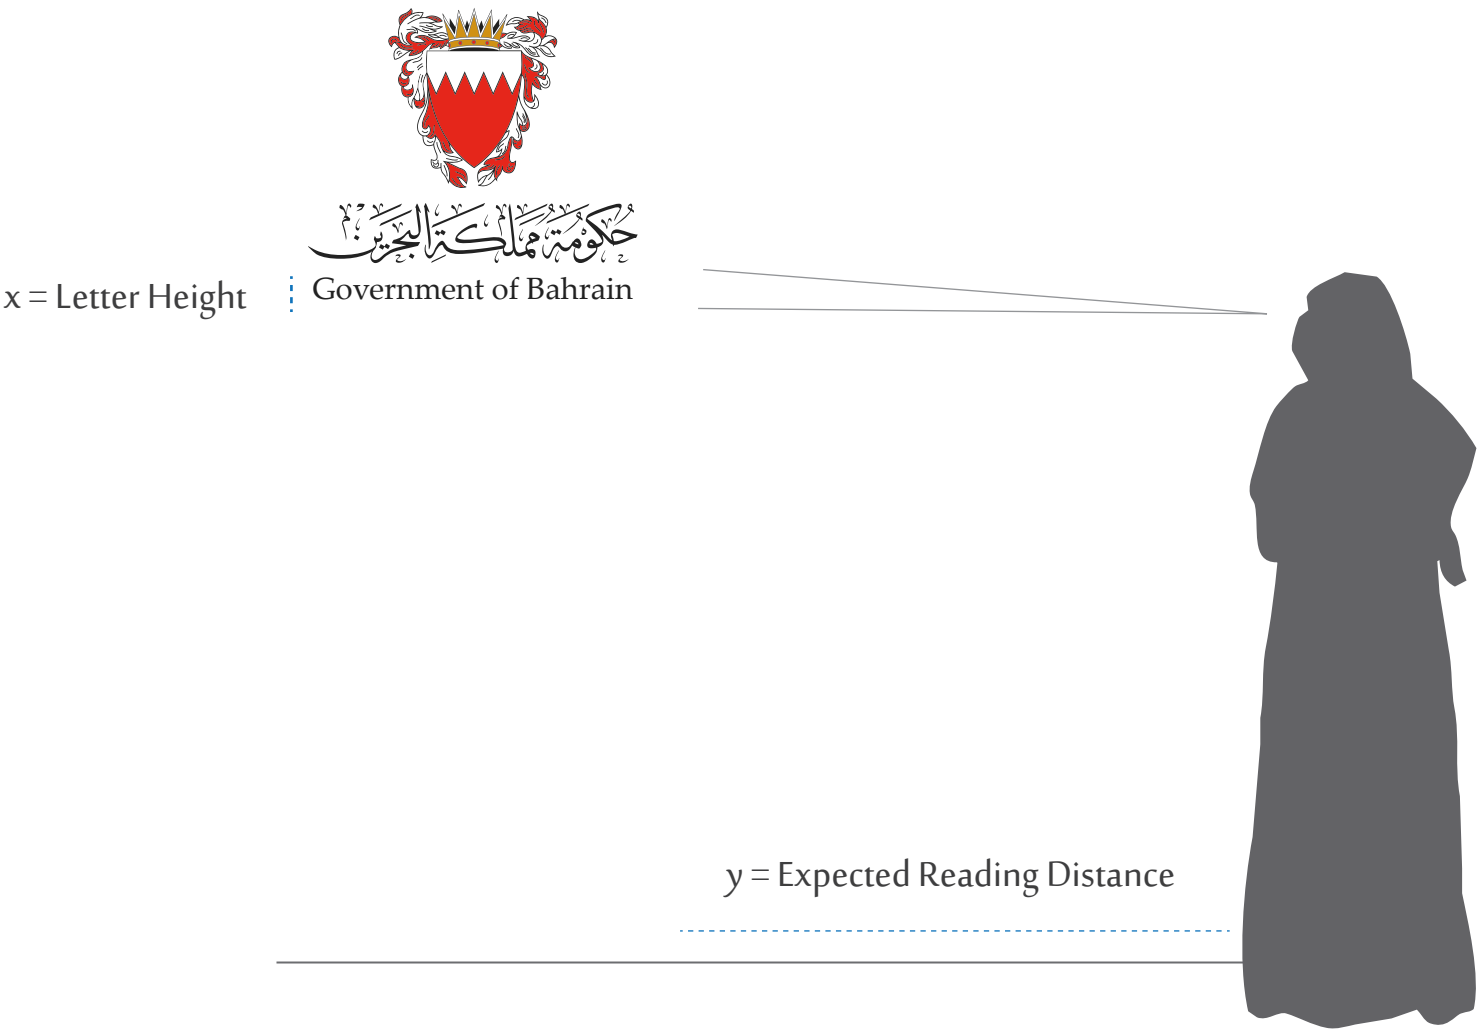 حكومة مملكة البحرين
Government of Bahrain
x = Letter Height
y = Expected Reading Distance